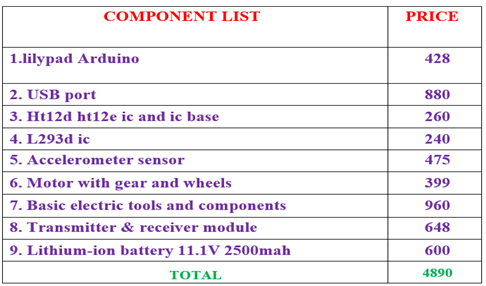 COMPONENT LIST PRICE
1.lilypad Arduino 428
2. USB port 880
3. Ht12d ht12e ic and ic base 260
4. L293d ic 240
5. Accelerometer sensor 475
6. Motor with gear and wheels 399
7. Basic electric tools and components 960
8. Transmitter & receiver module 648
9. Lithium-ion battery 11.1V 2500mah 600
TOTAL 4890